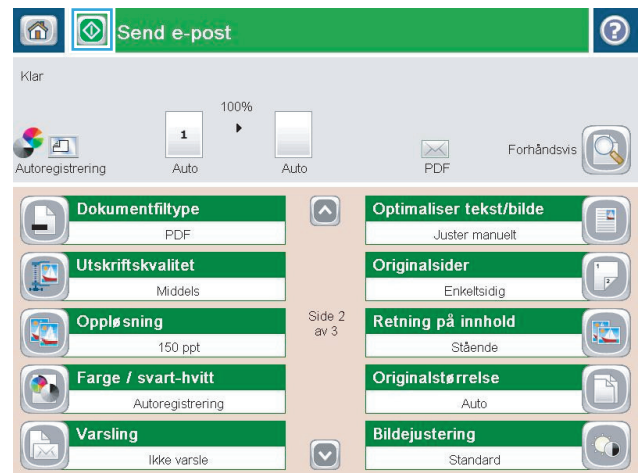 Send e-post
?
Klar
100%
1
Autoregistrering
Auto
Auto
PDF
Forhåndsvis
Dokumentfiltype
PDF
Optimaliser tekst/bilde
Juster manuelt
Utskriftskvalitet
Middels
Originalsider
Enkeltsidig
1
2
Oppløsning
150 ppt
Side 2
av 3
Retning på innhold
Stående
Farge / svart-hvitt
Autoregistrering
Originalstørrelse
Auto
Varsling
Ikke varsle
Bildejustering
Standard